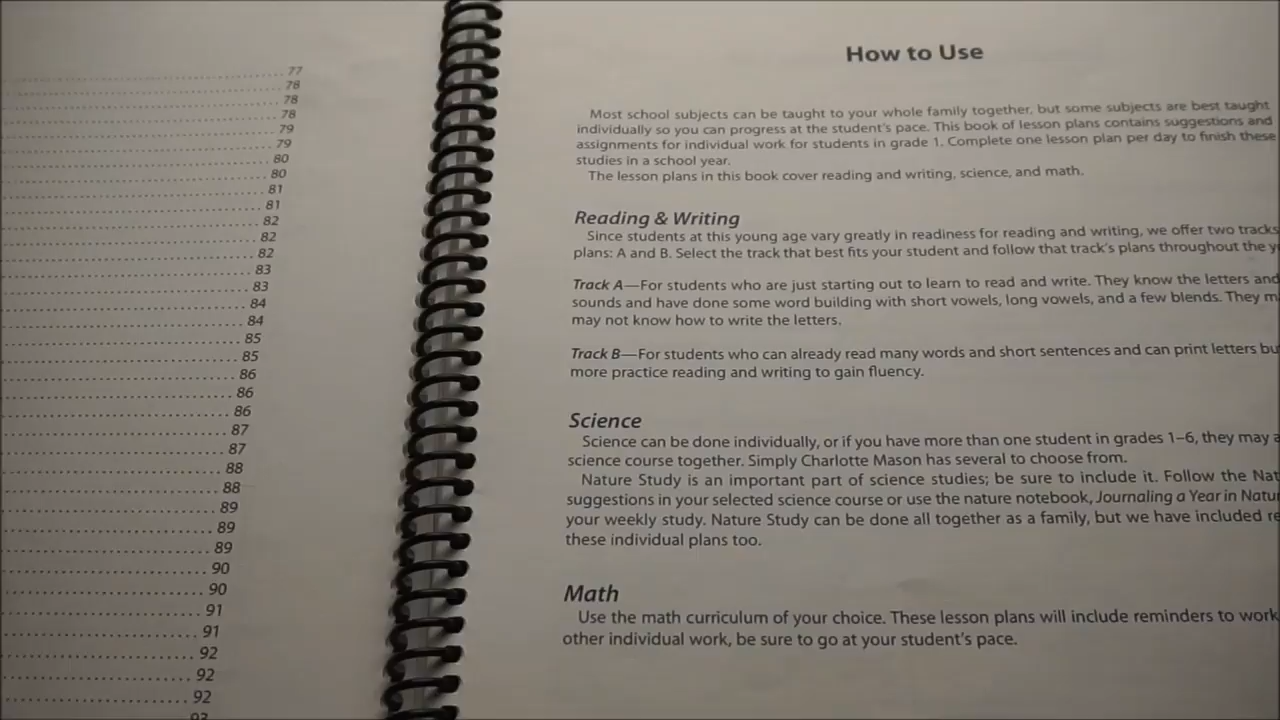 77
78
78
78
79
79
80
80
81
81
82
82
82
83
83
84
84
85
85
86
86
86
87
87
88
88
89
89
89
90
90
91
91
92
92
92
How to Use
Most school subjects can be taught to your whole family together, but some subjects are best taught
individually so you can progress at the student's pace. This book of lesson plans contains suggestions and
assignments for individual work for students in grade 1. Complete one lesson plan per day to finish these
studies in a school year.
The lesson plans in this book cover reading and writing, science, and math.
Reading & Writing
Since students at this young age vary greatly in readiness for reading and writing, we offer two tracks
plans: A and B. Select the track that best fits your student and follow that track's plans throughout the
Track A—For students who are just starting out to learn to read and write. They know the letters and
sounds and have done some word building with short vowels, long vowels, and a few blends. They
may not know how to write the letters.
Track B—For students who can already read many words and short sentences and can print letters
more practice reading and writing to gain fluency.
Science
Science can be done individually, or if you have more than one student in grades 1–6, they may
science course together. Simply Charlotte Mason has several to choose from.
Nature Study is an important part of science studies; be sure to include it. Follow the
suggestions in your selected science course or use the nature notebook, Journaling a Year in
your weekly study. Nature Study can be done all together as a family, but we have included
these individual plans too.
Math
Use the math curriculum of your choice. These lesson plans will include reminders to work
other individual work, be sure to go at your student's pace.